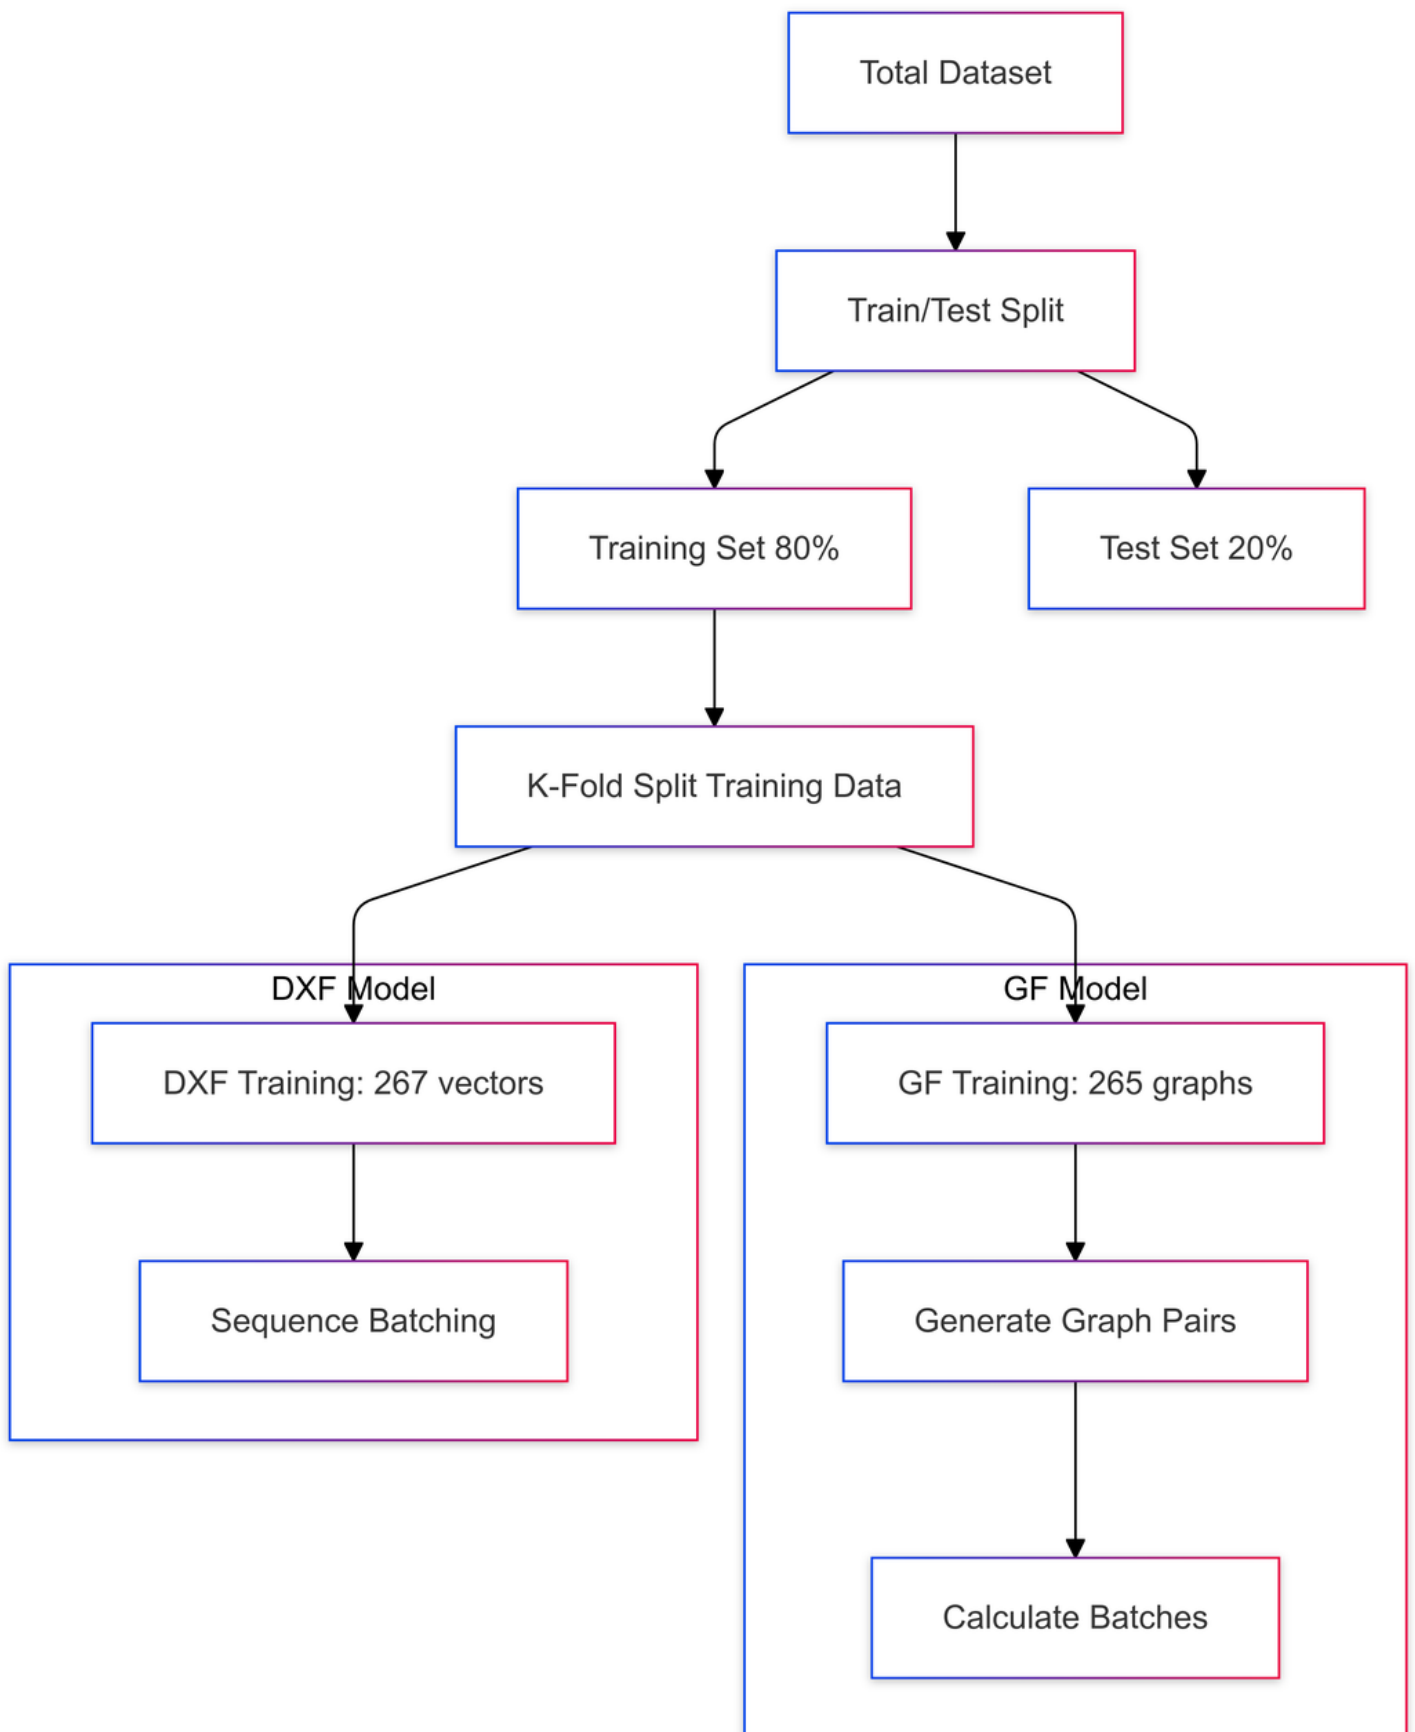 Total Dataset
Train/Test Split
Training Set 80%
Test Set 20%
K-Fold Split Training Data
DXF Model
GF Model
DXF Training: 267 vectors
GF Training: 265 graphs
Sequence Batching
Generate Graph Pairs
Calculate Batches